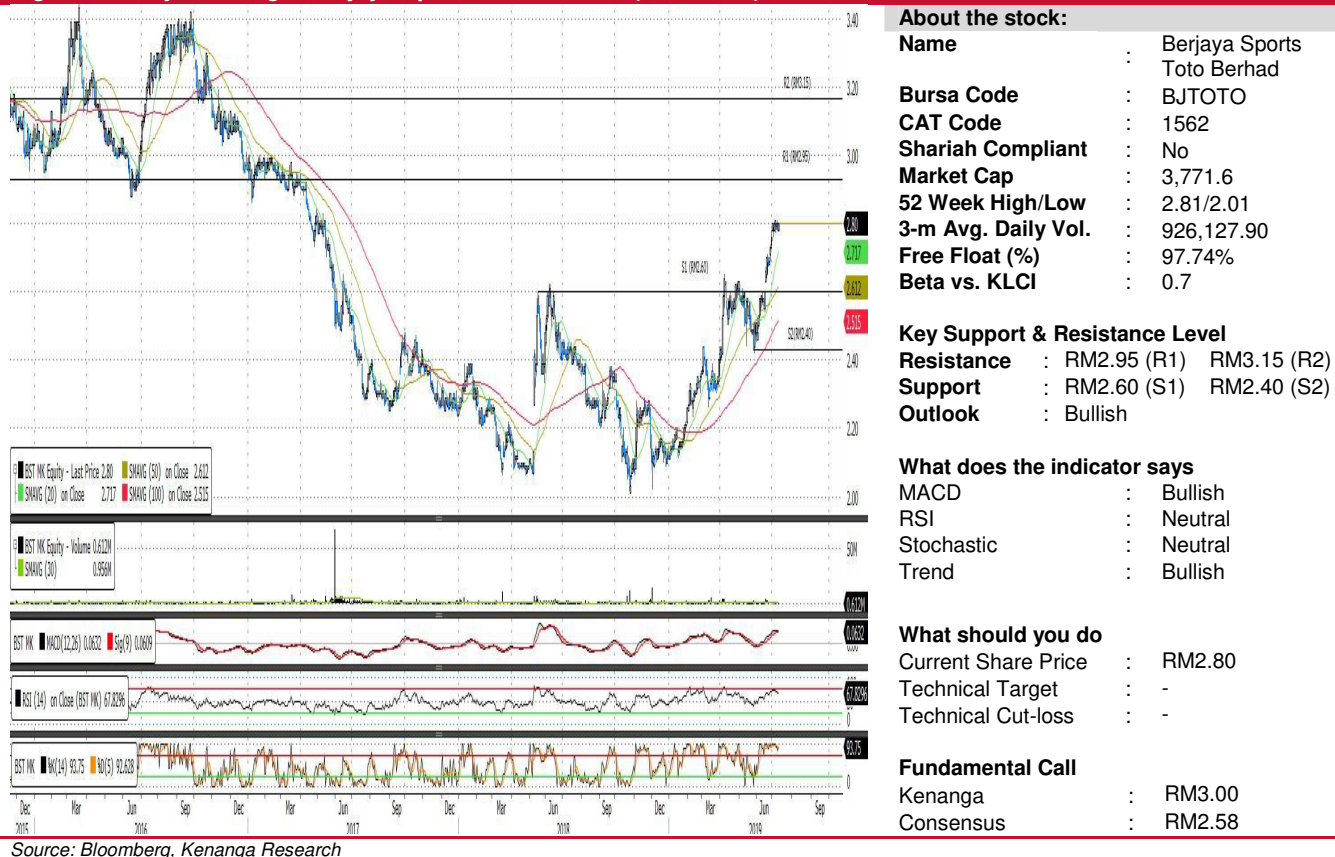 3.40
R2 (RM3.15)
3.20
R1 (RM2.95)
3.00
2.80
2.717
S1 (RM2.60)
2.612
2.515
S2(RM2.40)
2.40
2.20
2.00
BST MK Equity - Last Price 2.80 SMAVG (50) on Close 2.612
SMAVG (20) on Close 2.717 SMAVG (100) on Close 2.515
BST MK Equity - Volume 0.612M
SMAVG (30) 0.956M
50M
0.612M
BST MK MACD(12,26) 0.0632 Sig(9) 0.0609
0.0632
0.00
RSI (14) on Close (BST MK) 67.8296
67.8296
0
BST MK %K(14) 93.75 %D(5) 92.628
93.75
0
Dec Mar Jun Sep Dec Mar Jun Sep Dec Mar Jun Sep Dec Mar Jun Sep
2015 2016 2017 2018 2019
Source: Bloomberg, Kenanga Research
About the stock:
Name : Berjaya Sports
Toto Berhad
Bursa Code : BJTOTO
CAT Code : 1562
Shariah Compliant : No
Market Cap : 3,771.6
52 Week High/Low : 2.81/2.01
3-m Avg. Daily Vol. : 926,127.90
Free Float (%) : 97.74%
Beta vs. KLCI : 0.7
Key Support & Resistance Level
Resistance : RM2.95 (R1) RM3.15 (R2)
Support : RM2.60 (S1) RM2.40 (S2)
Outlook : Bullish
What does the indicator says
MACD : Bullish
RSI : Neutral
Stochastic : Neutral
Trend : Bullish
What should you do
Current Share Price : RM2.80
Technical Target : -
Technical Cut-loss : -
Fundamental Call
Kenanga : RM3.00
Consensus : RM2.58